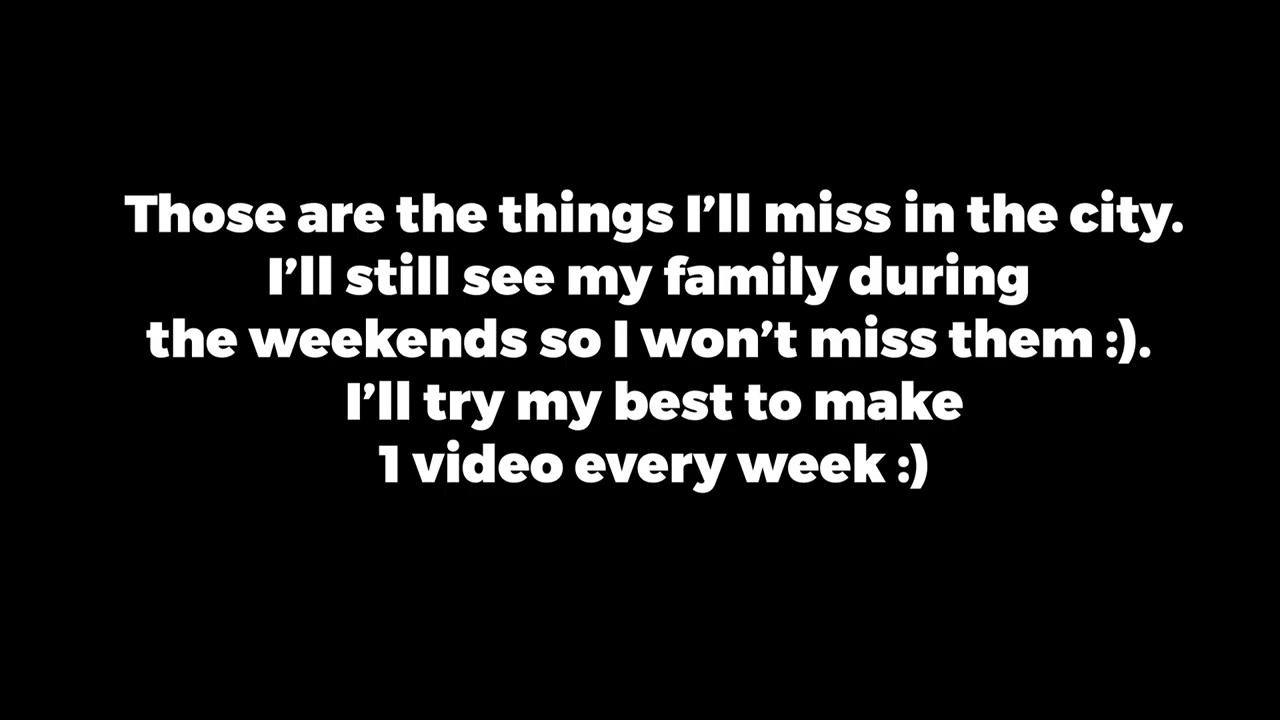 Those are the things I’ll miss in the city.
I’ll still see my family during
the weekends so I won’t miss them :).
I’ll try my best to make
1 video every week :)